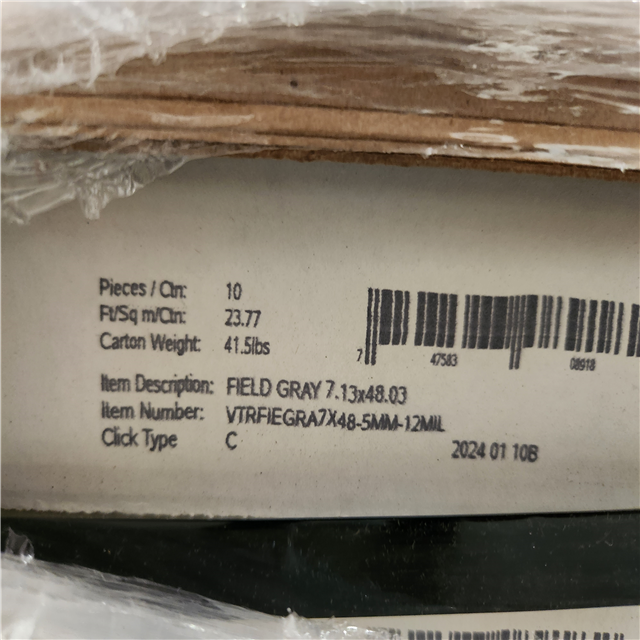 Pieces / Ctn: 10
Ft/Sq m/Ctn: 23.77
Carton Weight: 41.5lbs
7 47583 08918
Item Description: FIELD GRAY 7.13x48.03
Item Number: VTRFIEGRA7X48-5MM-12MIL
Click Type C
2024 01 10B